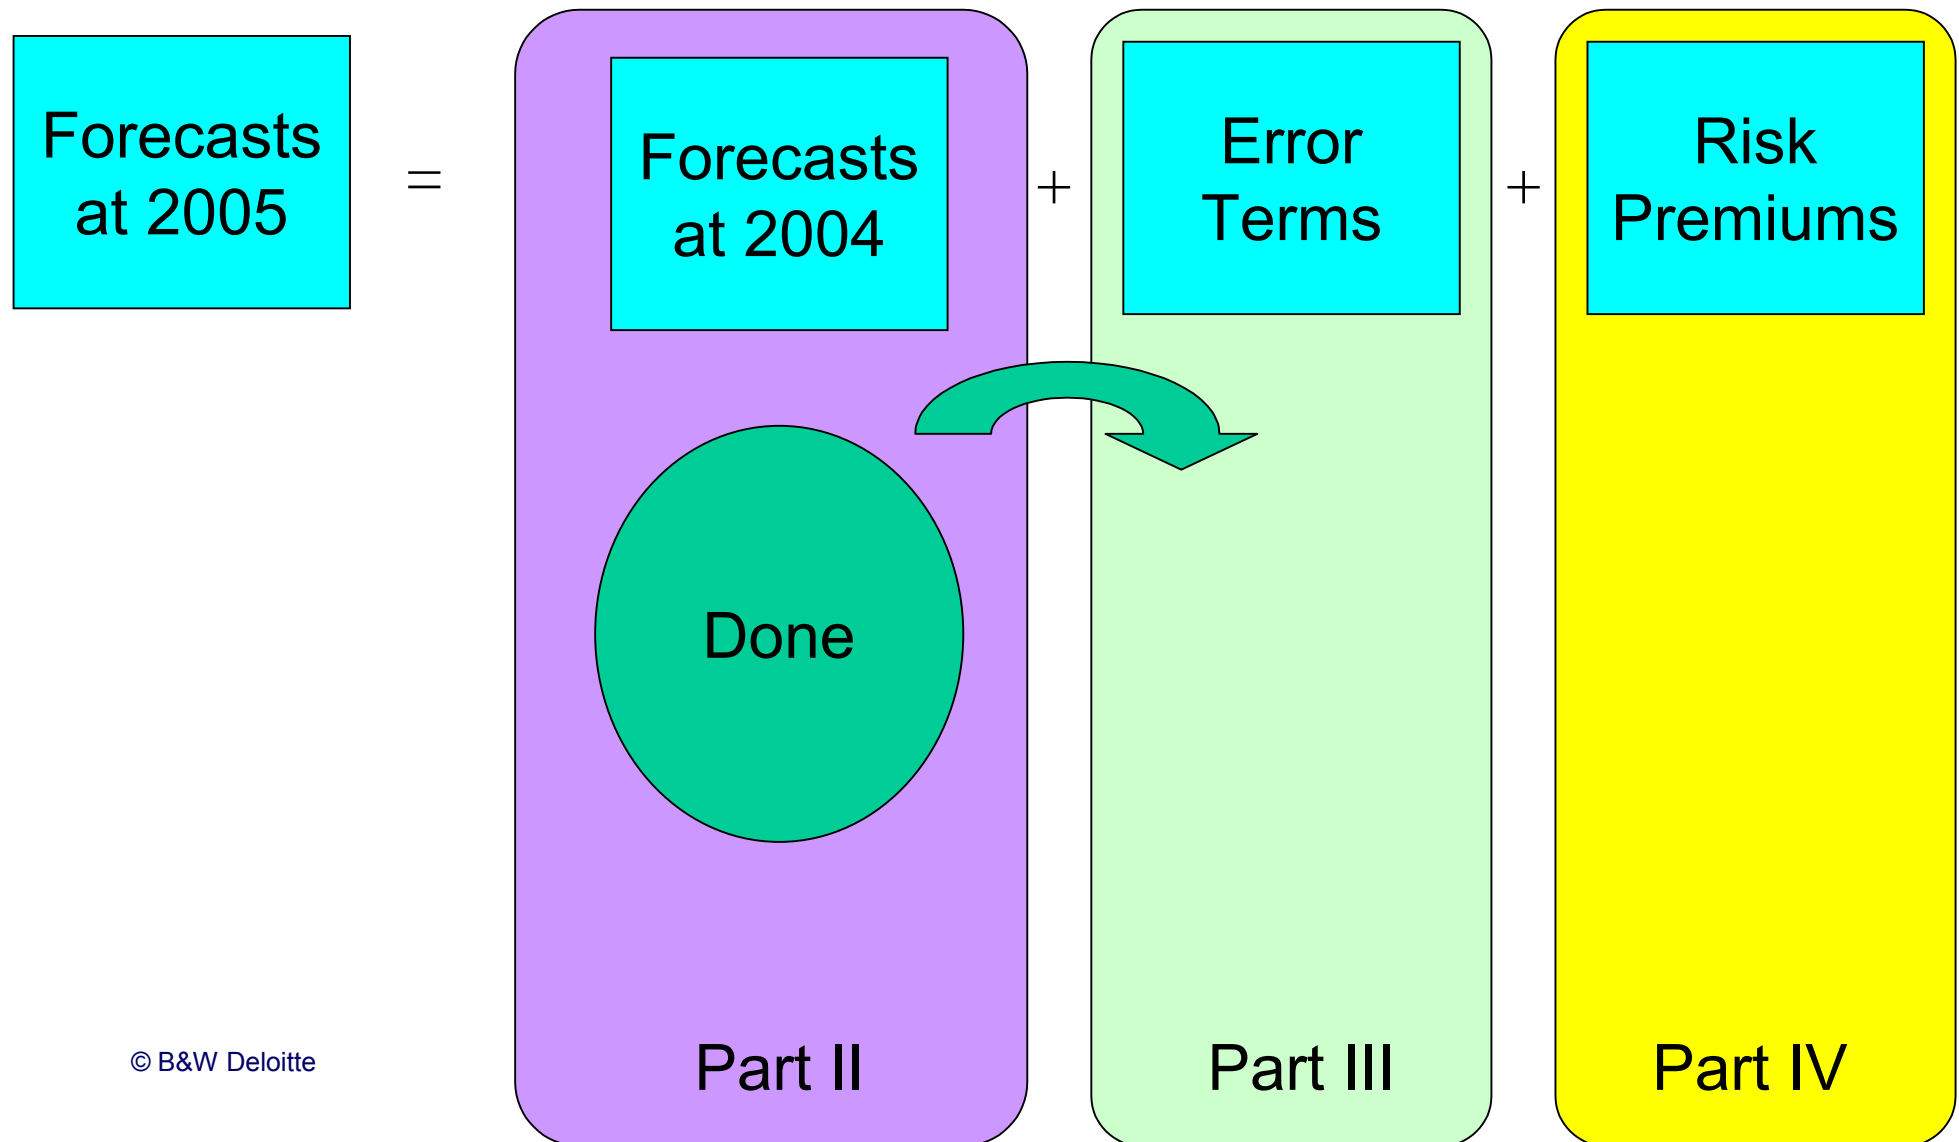 Forecasts
at 2005
=
Forecasts
at 2004
+
Error
Terms
+
Risk
Premiums
Done
Part II
Part III
Part IV
© B&W Deloitte